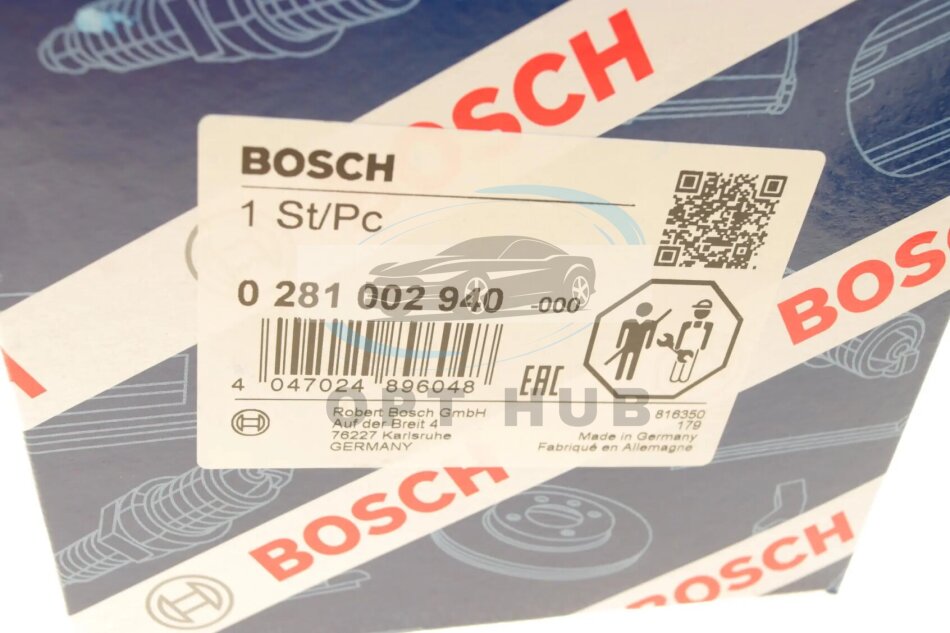 BOSCH
BOSCH
1 St/Pc
BOSCH
0 281 002 940 -000
4 047024 896048
EAC
OPT HUB
Robert Bosch GmbH
Auf der Breit 4
76227 Karlsruhe
GERMANY
816350
179
Made in Germany
Fabriqué en Allemagne
BOSCH
BOSCH